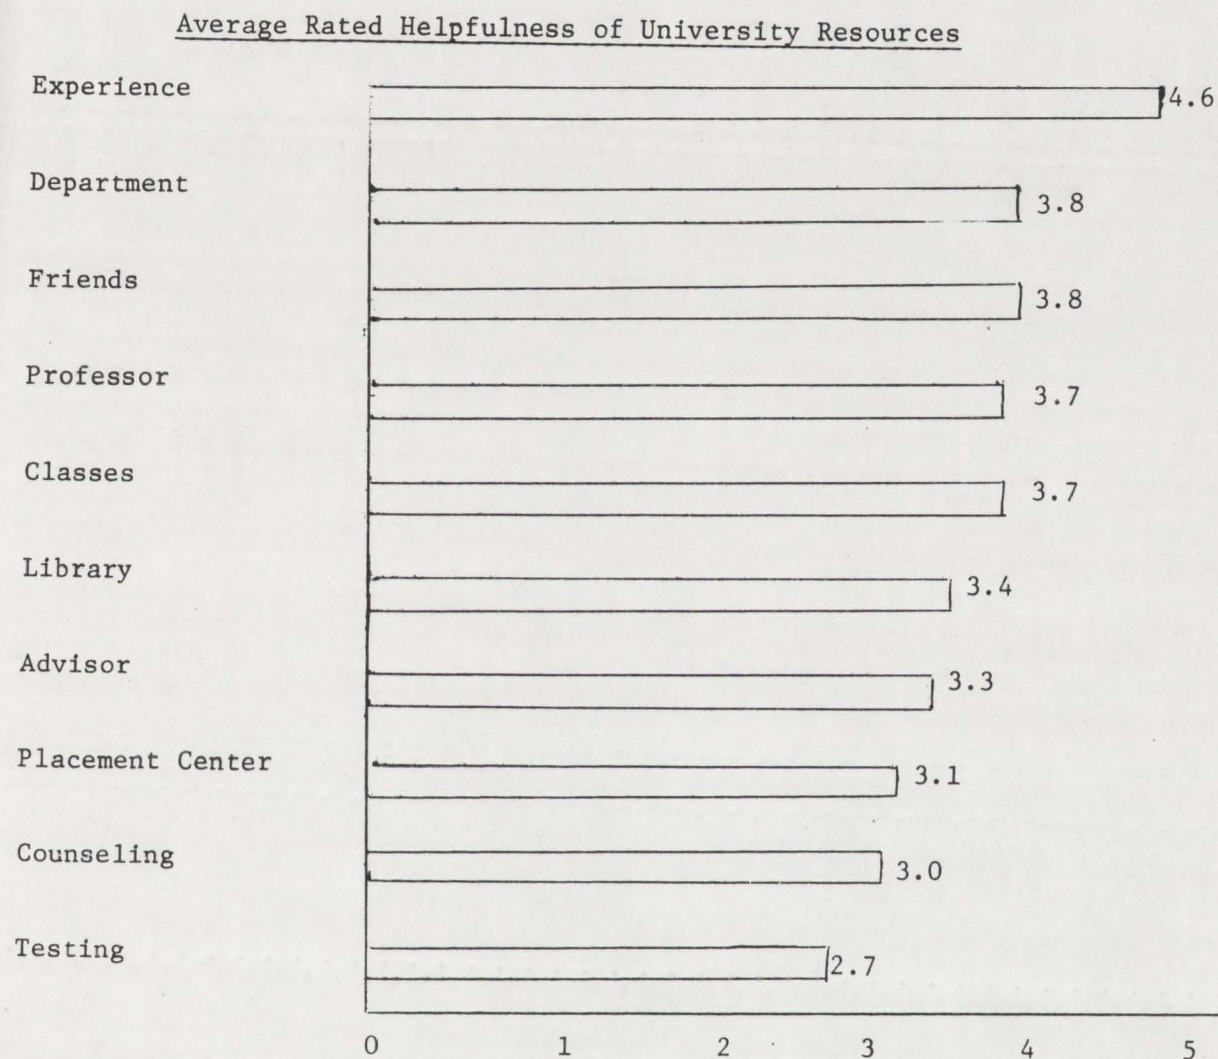 Average Rated Helpfulness of University Resources
Experience 4.6
Department 3.8
Friends 3.8
Professor 3.7
Classes 3.7
Library 3.4
Advisor 3.3
Placement Center 3.1
Counseling 3.0
Testing 2.7
0 1 2 3 4 5